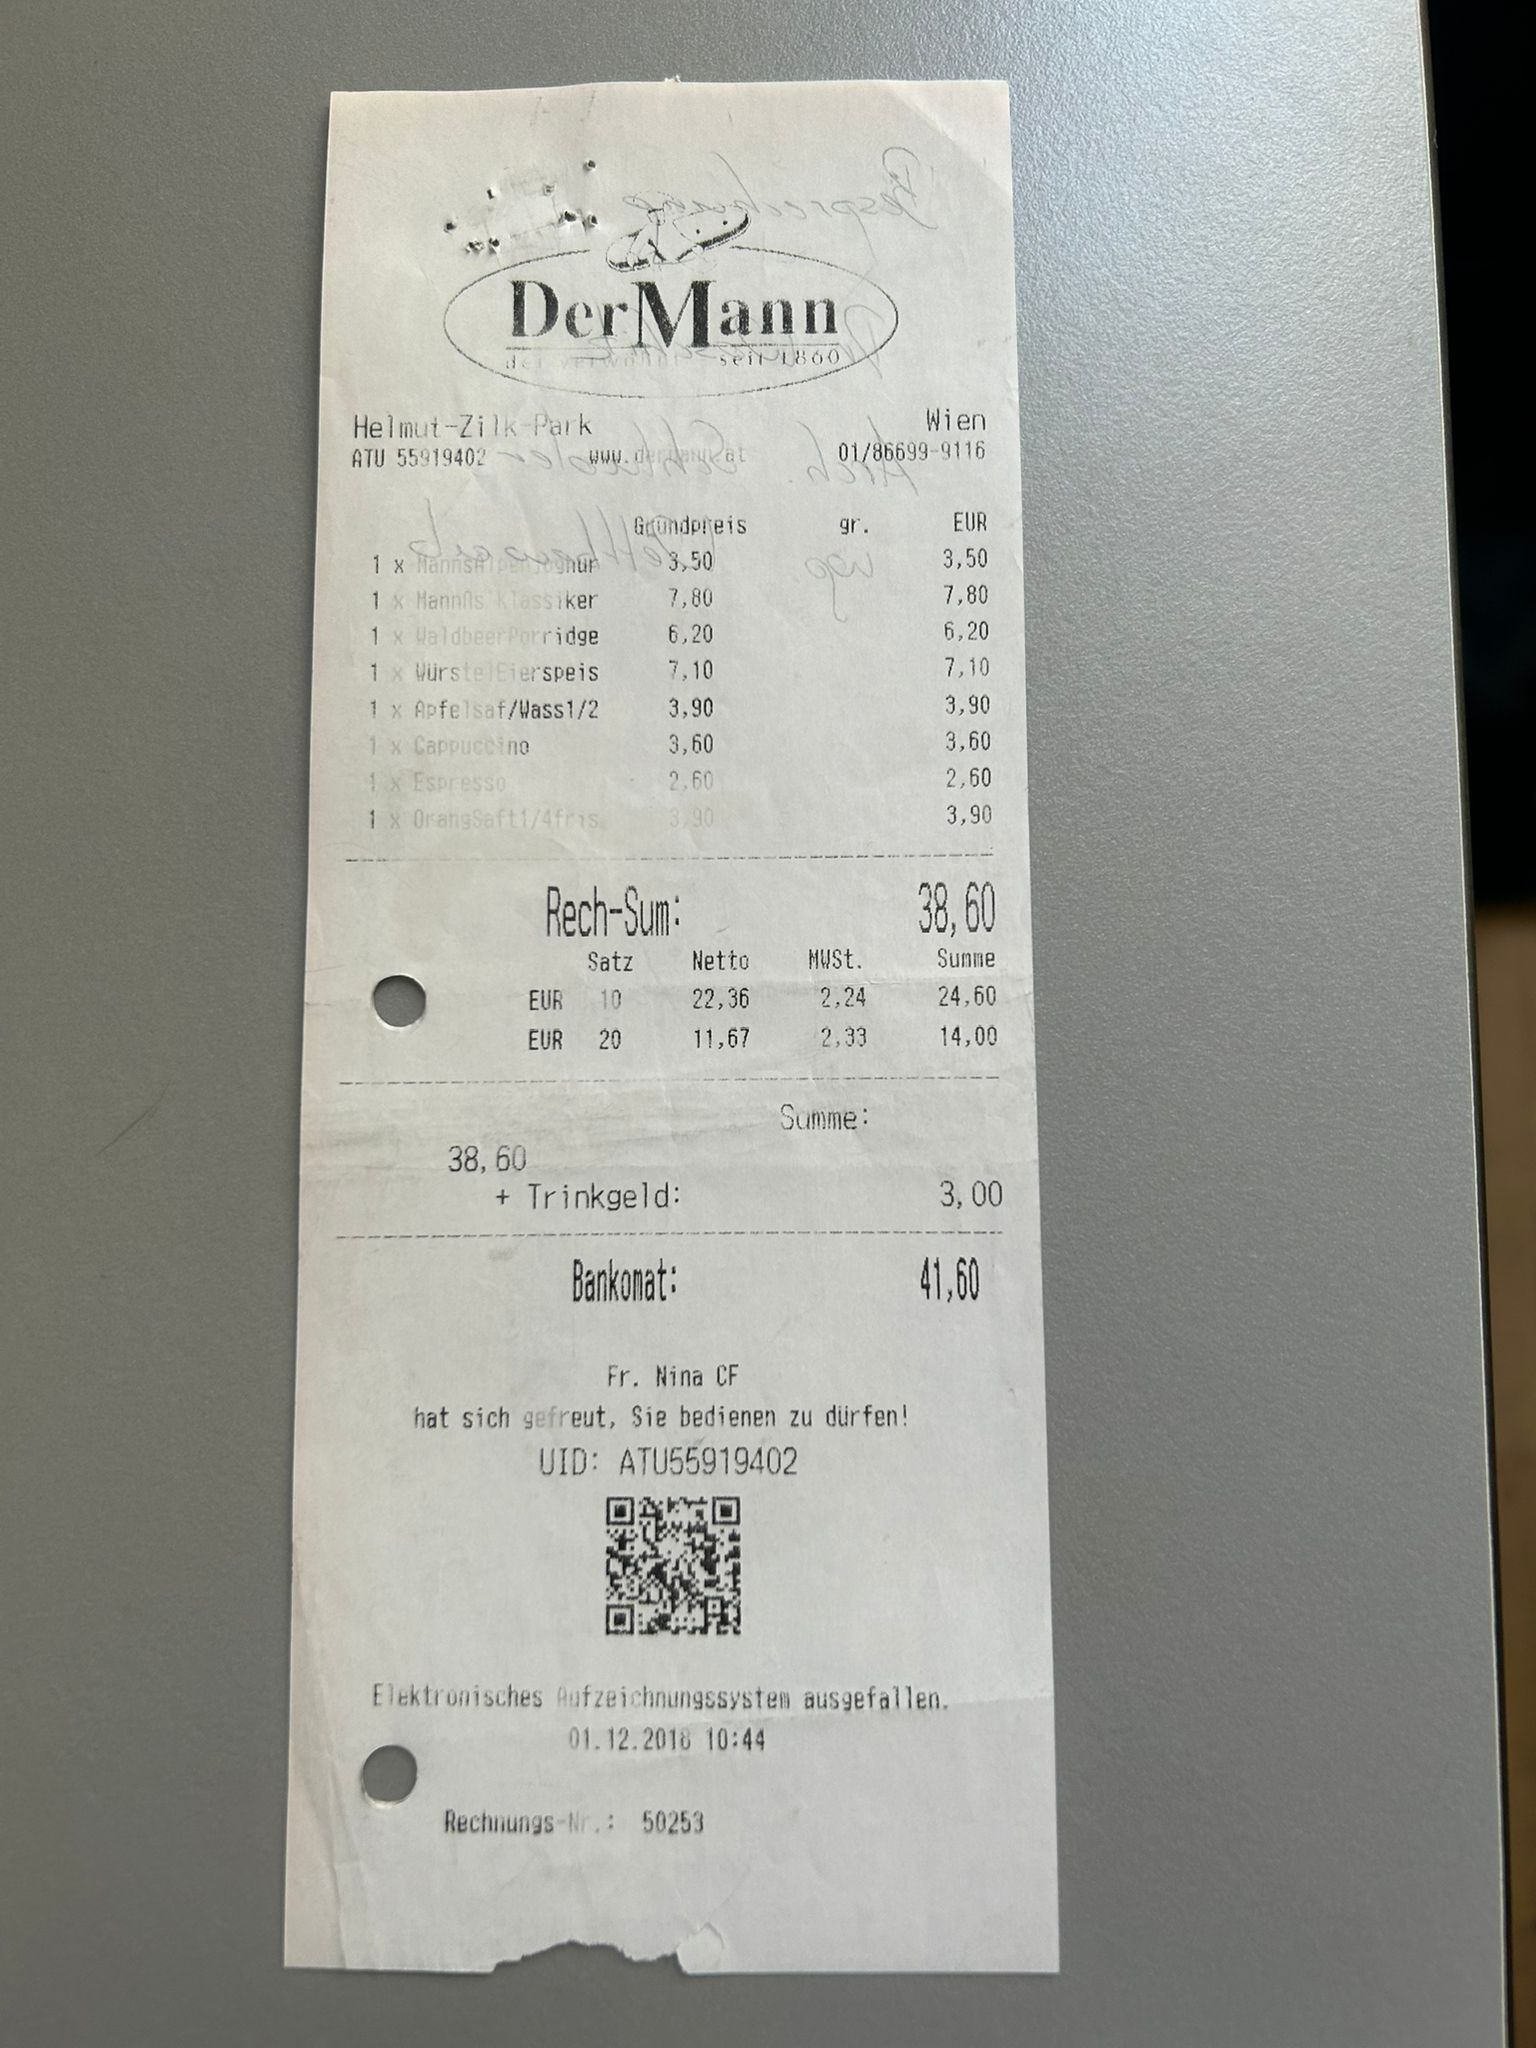 DerMann
der verwöhnt seit 1860
Helmut-Zilk-Park Wien
ATU 55919402 www.dermann.at 01/86699-9116
Grundpreis gr. EUR
1 x MannsAlpenJoghur 3,50 3,50
1 x Mannßs Klassiker 7,80 7,80
1 x WaldbeerPorridge 6,20 6,20
1 x WürstelEierspeis 7,10 7,10
1 x Apfelsaf/Wass1/2 3,90 3,90
1 x Cappuccino 3,60 3,60
1 x Espresso 2,60 2,60
1 x OrangSaft1/4fris 3,90 3,90
Rech-Sum: 38,60
Satz Netto MWSt. Summe
EUR 10 22,36 2,24 24,60
EUR 20 11,67 2,33 14,00
Summe:
38,60
+ Trinkgeld: 3,00
Bankomat: 41,60
Fr. Nina CF
hat sich gefreut, Sie bedienen zu dürfen!
UID: ATU55919402
Elektronisches Aufzeichnungssystem ausgefallen.
01.12.2018 10:44
Rechnungs-Nr.: 50253
Besprechung
Arch.